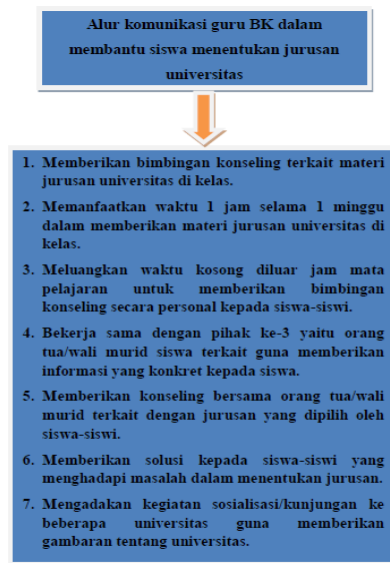 Alur komunikasi guru BK dalam
membantu siswa menentukan jurusan
universitas
1. Memberikan bimbingan konseling terkait materi
jurusan universitas di kelas.
2. Memanfaatkan waktu 1 jam selama 1 minggu
dalam memberikan materi jurusan universitas di
kelas.
3. Meluangkan waktu kosong diluar jam mata
pelajaran untuk memberikan bimbingan
konseling secara personal kepada siswa-siswi.
4. Bekerja sama dengan pihak ke-3 yaitu orang
tua/wali murid siswa terkait guna memberikan
informasi yang konkret kepada siswa.
5. Memberikan konseling bersama orang tua/wali
murid terkait dengan jurusan yang dipilih oleh
siswa-siswi.
6. Memberikan solusi kepada siswa-siswi yang
menghadapi masalah dalam menentukan jurusan.
7. Mengadakan kegiatan sosialisasi/kunjungan ke
beberapa universitas guna memberikan
gambaran tentang universitas.